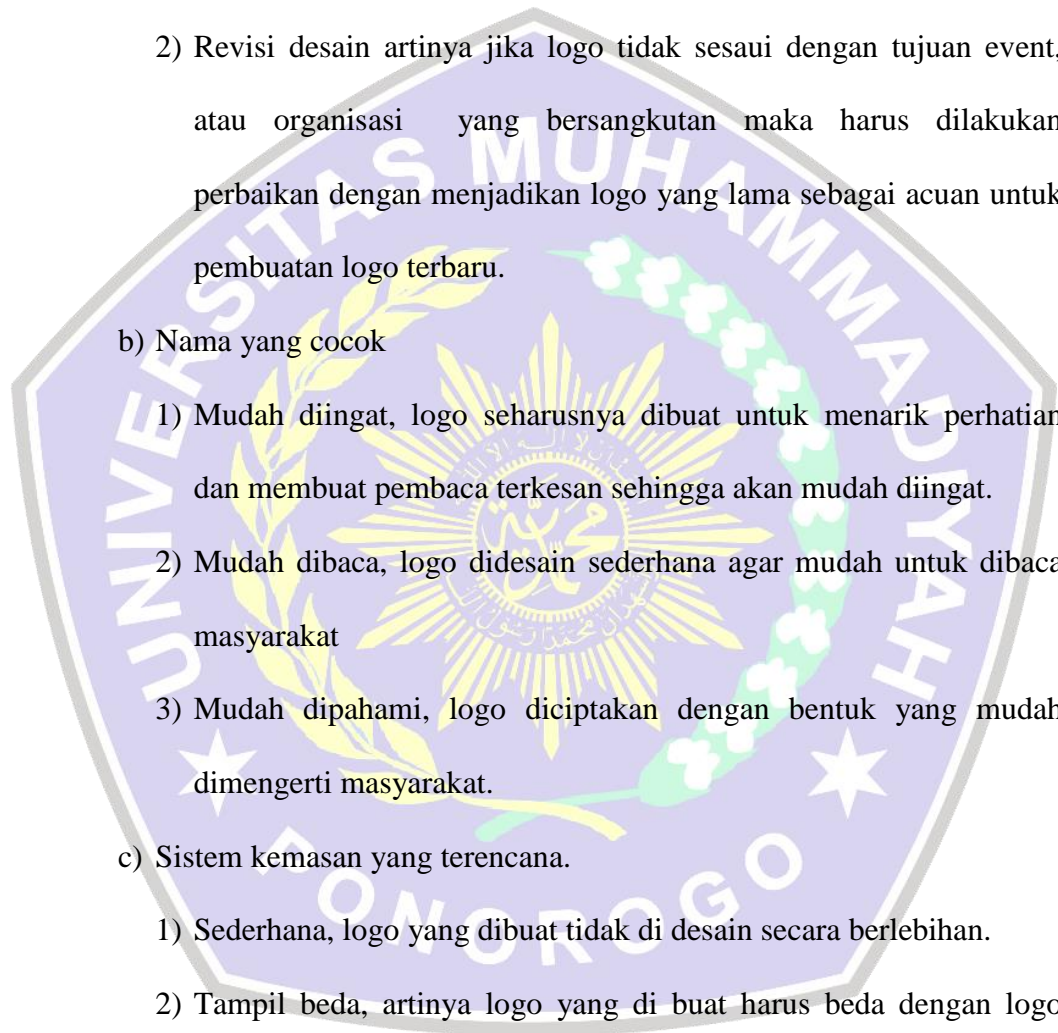 2) Revisi desain artinya jika logo tidak sesaui dengan tujuan event,
atau organisasi yang bersangkutan maka harus dilakukan
perbaikan dengan menjadikan logo yang lama sebagai acuan untuk
pembuatan logo terbaru.
b) Nama yang cocok
1) Mudah diingat, logo seharusnya dibuat untuk menarik perhatian
dan membuat pembaca terkesan sehingga akan mudah diingat.
2) Mudah dibaca, logo didesain sederhana agar mudah untuk dibaca
masyarakat
3) Mudah dipahami, logo diciptakan dengan bentuk yang mudah
dimengerti masyarakat.
c) Sistem kemasan yang terencana.
1) Sederhana, logo yang dibuat tidak di desain secara berlebihan.
2) Tampil beda, artinya logo yang di buat harus beda dengan logo
UNIVERSITAS MUHAMMADIYAH
PONOROGO
محمدية